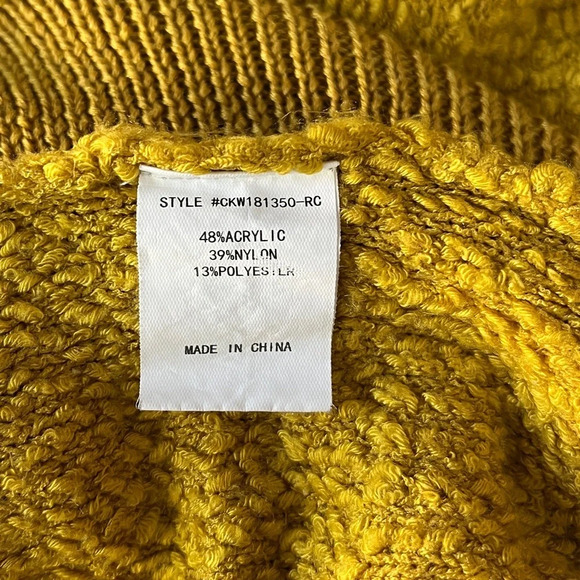 STYLE #CKW181350-RC
48%ACRYLIC
39%NYLON
13%POLYESTER
MADE IN CHINA